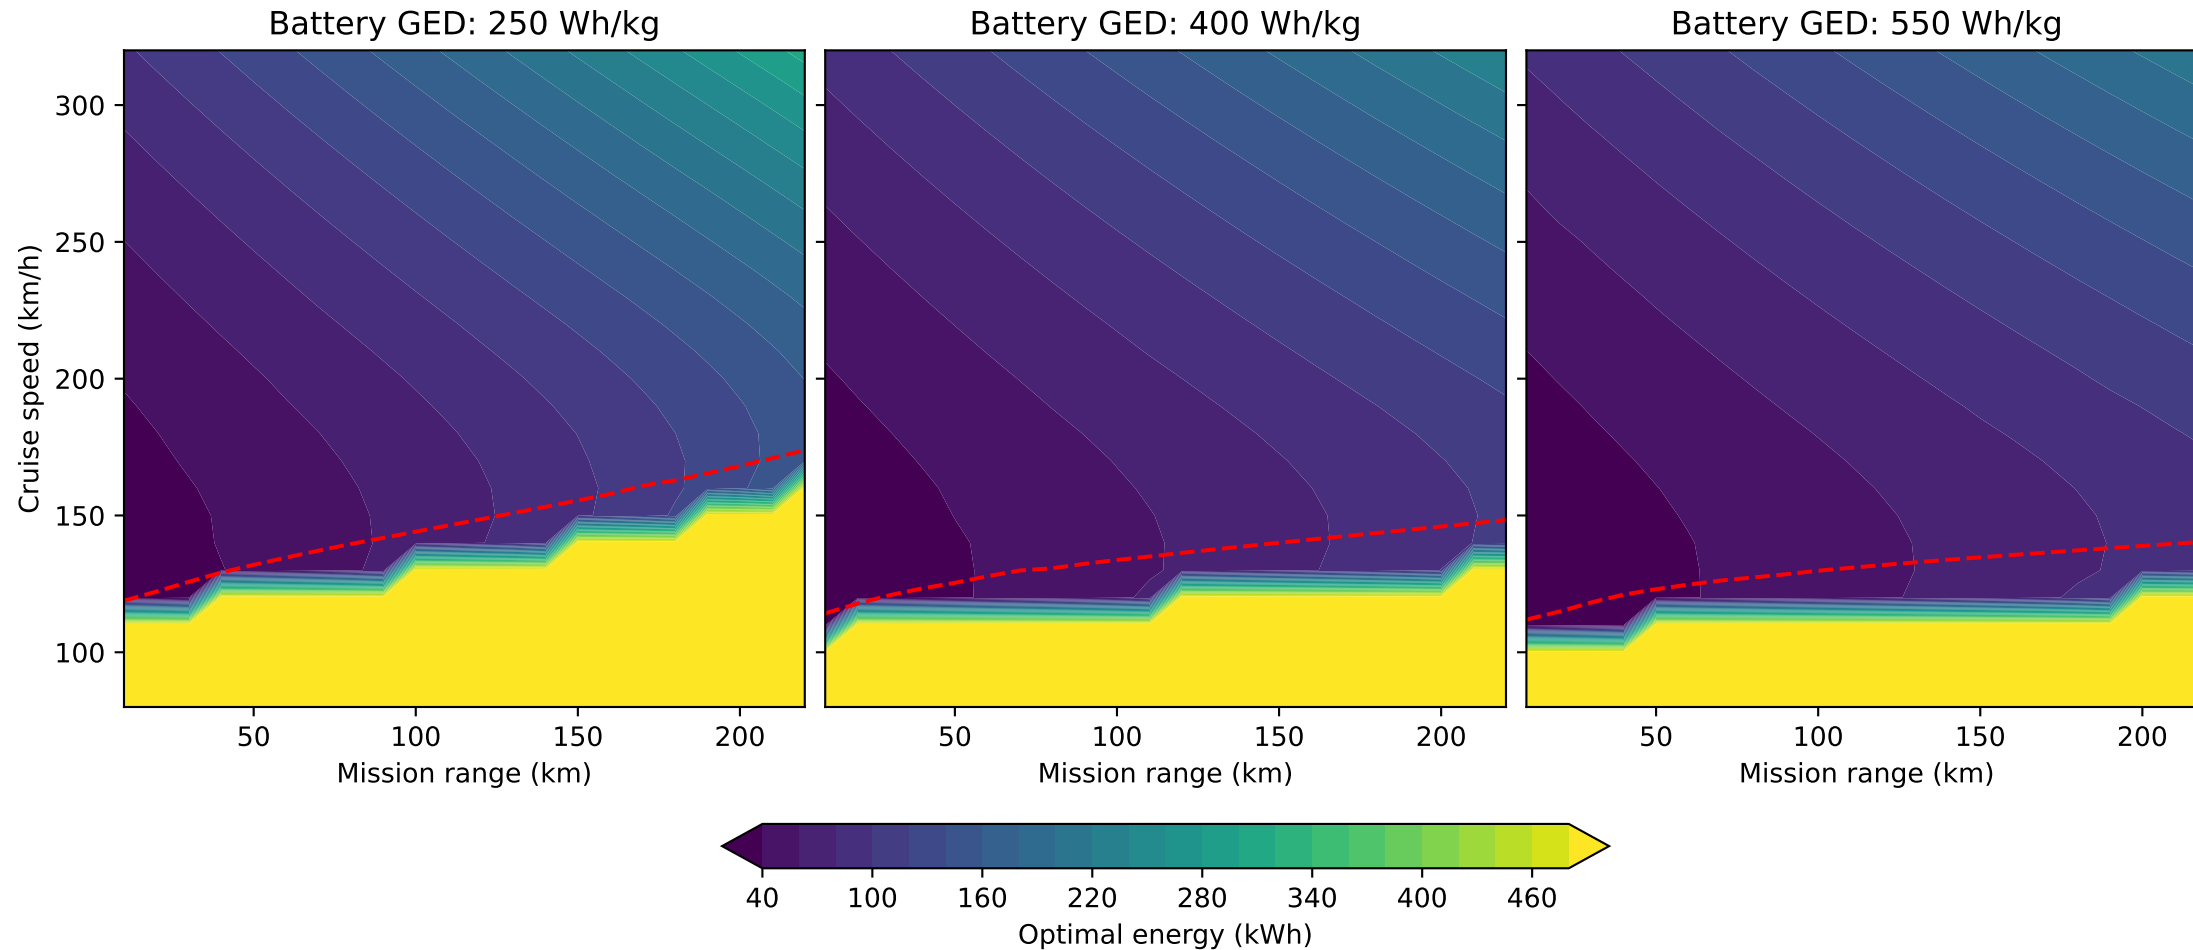 Battery GED: 250 Wh/kg
Battery GED: 400 Wh/kg
Battery GED: 550 Wh/kg
300
250
200
150
100
Cruise speed (km/h)
50 100 150 200
50 100 150 200
50 100 150 200
Mission range (km)
Mission range (km)
Mission range (km)
40 100 160 220 280 340 400 460
Optimal energy (kWh)